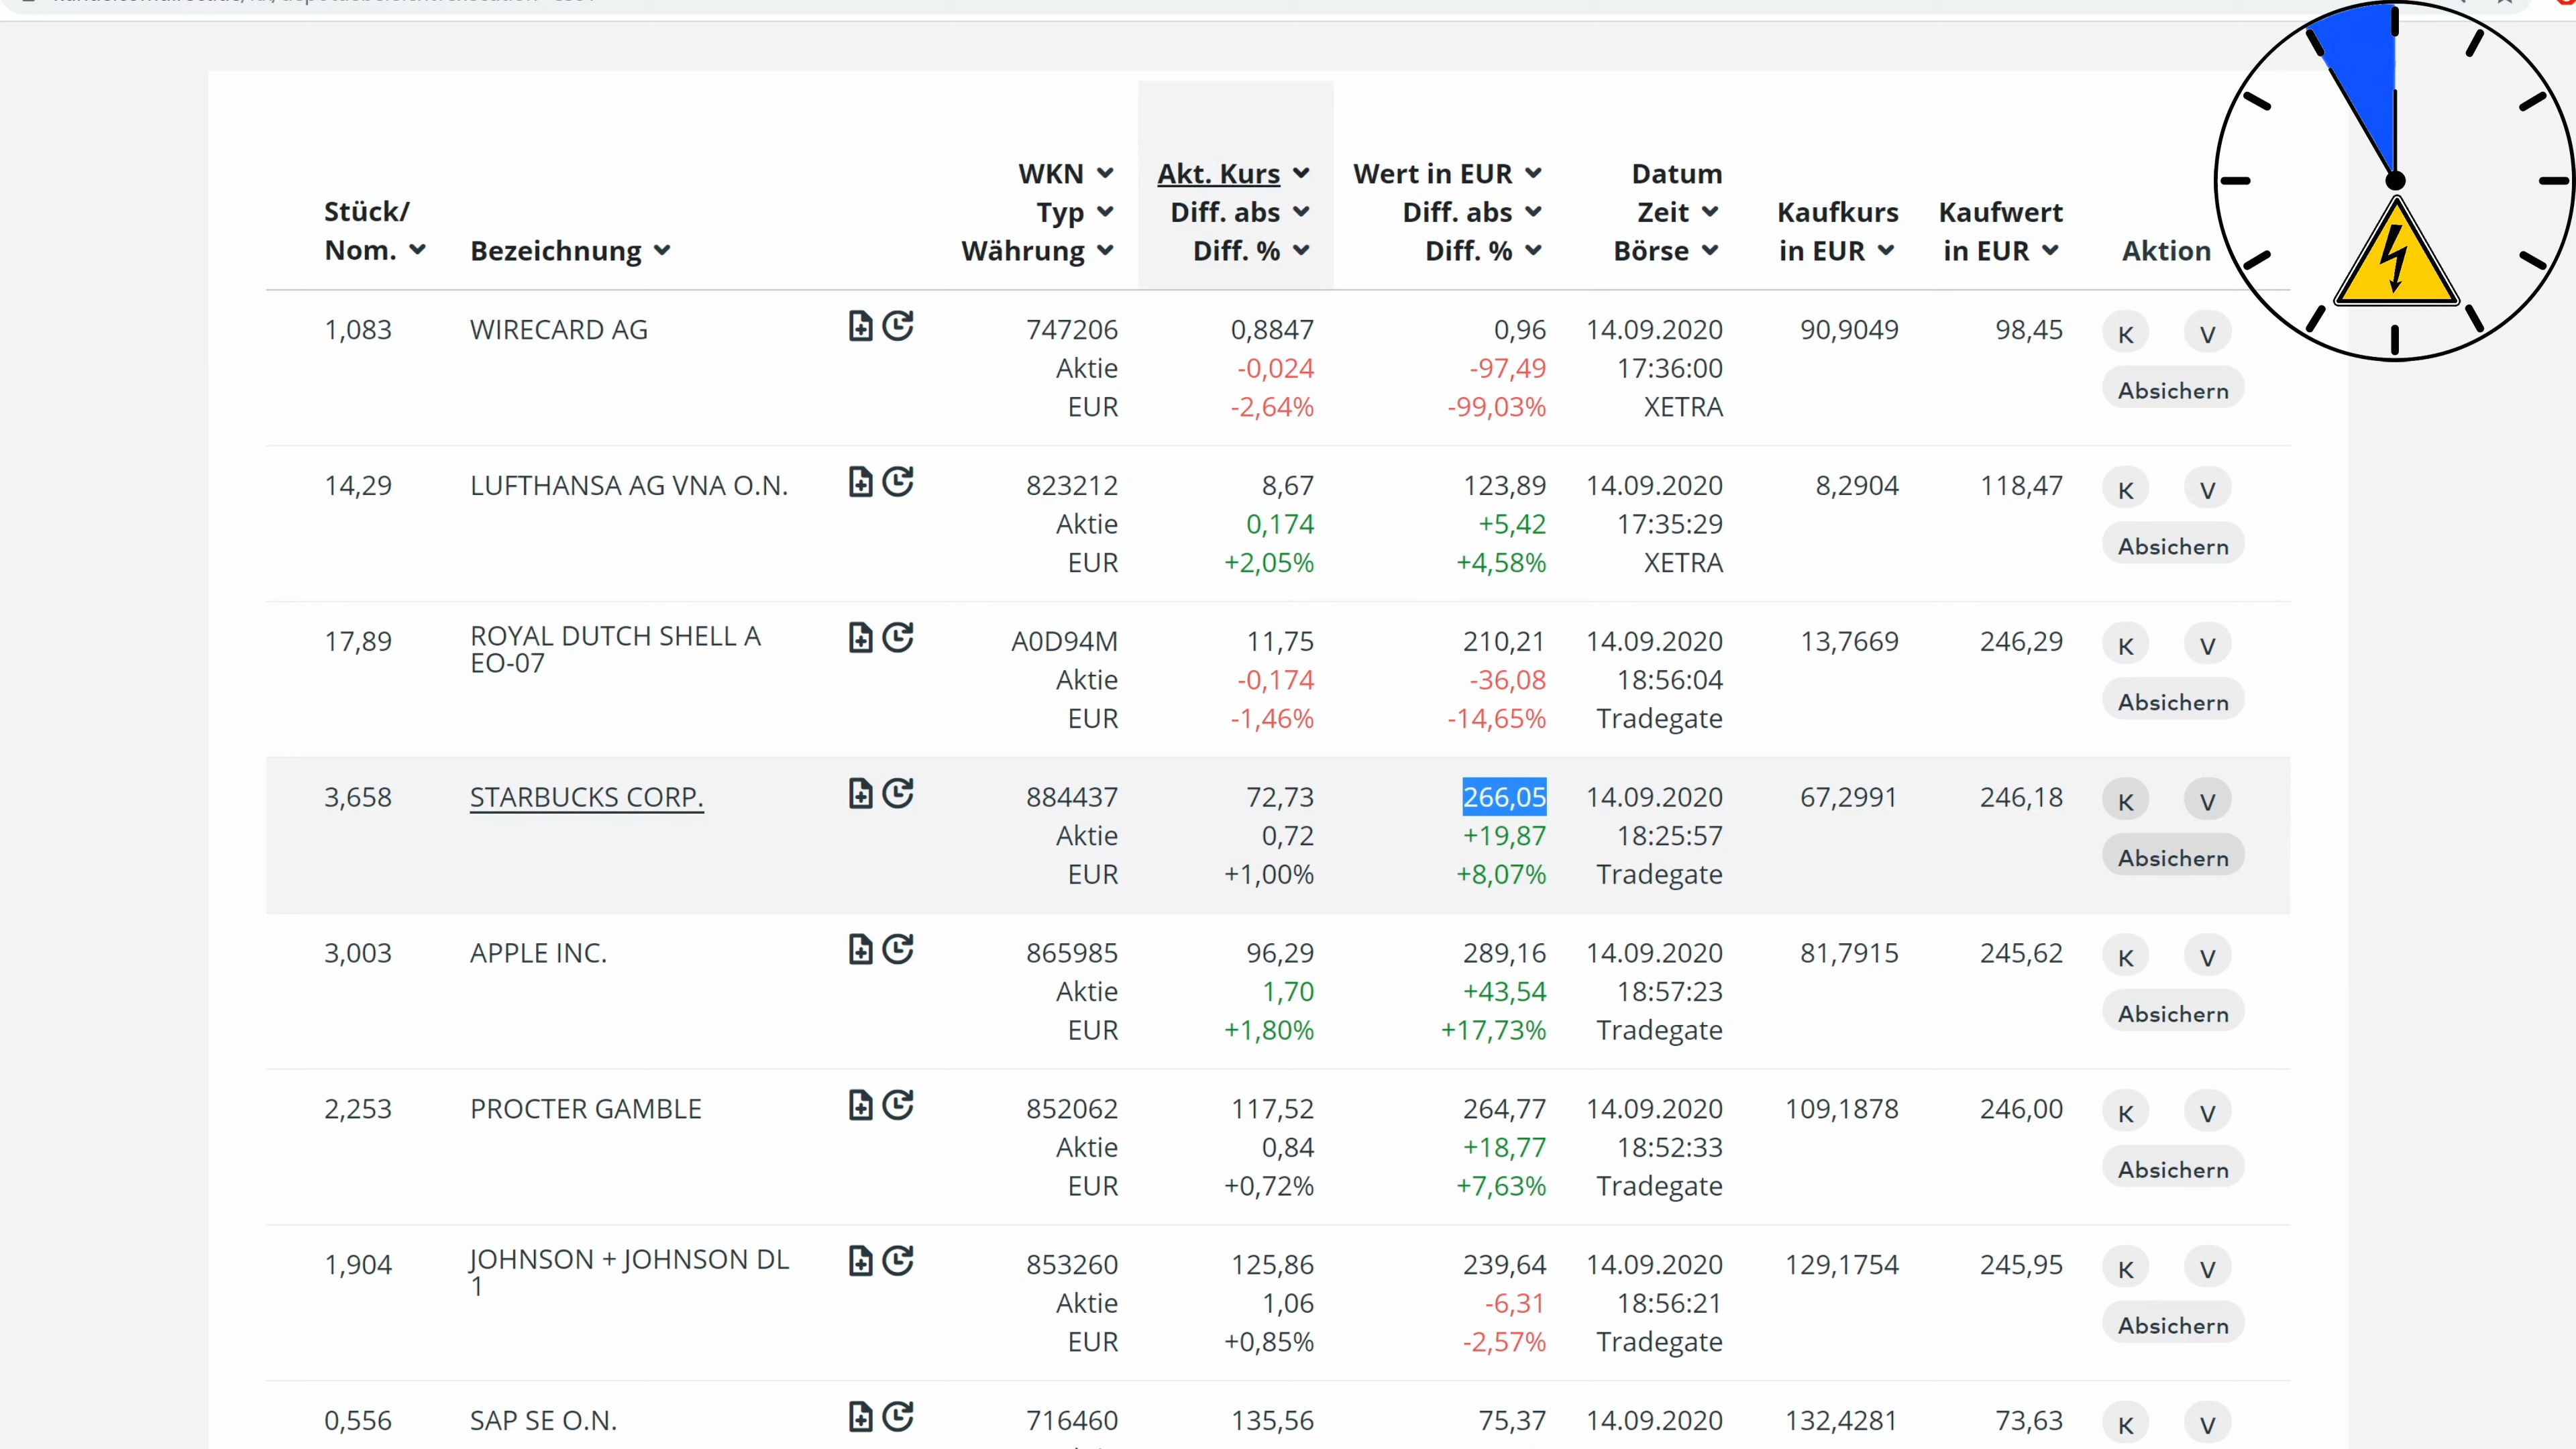 Stück/
Nom.
Bezeichnung
WKN
Typ
Währung
Akt. Kurs
Diff. abs
Diff. %
Wert in EUR
Diff. abs
Diff. %
Datum
Zeit
Börse
Kaufkurs
in EUR
Kaufwert
in EUR
Aktion
1,083 WIRECARD AG 747206 0,8847 0,96 14.09.2020 90,9049 98,45 K V
Aktie -0,024 -97,49 17:36:00
EUR -2,64% -99,03% XETRA
Absichern
14,29 LUFTHANSA AG VNA O.N. 823212 8,67 123,89 14.09.2020 8,2904 118,47 K V
Aktie 0,174 +5,42 17:35:29
EUR +2,05% +4,58% XETRA
Absichern
17,89 ROYAL DUTCH SHELL A A0D94M 11,75 210,21 14.09.2020 13,7669 246,29 K V
EO-07
Aktie -0,174 -36,08 18:56:04
EUR -1,46% -14,65% Tradegate
Absichern
3,658 STARBUCKS CORP. 884437 72,73 266,05 14.09.2020 67,2991 246,18 K V
Aktie 0,72 +19,87 18:25:57
EUR +1,00% +8,07% Tradegate
Absichern
3,003 APPLE INC. 865985 96,29 289,16 14.09.2020 81,7915 245,62 K V
Aktie 1,70 +43,54 18:57:23
EUR +1,80% +17,73% Tradegate
Absichern
2,253 PROCTER GAMBLE 852062 117,52 264,77 14.09.2020 109,1878 246,00 K V
Aktie 0,84 +18,77 18:52:33
EUR +0,72% +7,63% Tradegate
Absichern
1,904 JOHNSON + JOHNSON DL 853260 125,86 239,64 14.09.2020 129,1754 245,95 K V
1
Aktie 1,06 -6,31 18:56:21
EUR +0,85% -2,57% Tradegate
Absichern
0,556 SAP SE O.N. 716460 135,56 75,37 14.09.2020 132,4281 73,63 K V